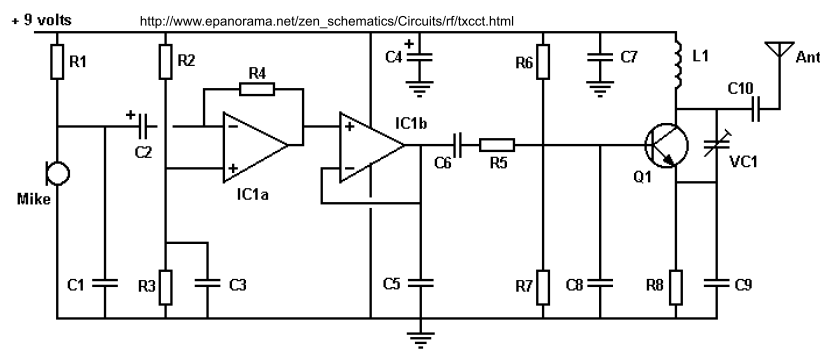 + 9 volts
http://www.epanorama.net/zen_schematics/Circuits/rf/txcct.html
R1
R2
R4
C4
+
R6
C7
L1
Ant
C10
+
C2
−
+
IC1a
+
−
IC1b
C6
R5
Q1
VC1
Mike
C1
R3
C3
C5
R7
C8
R8
C9